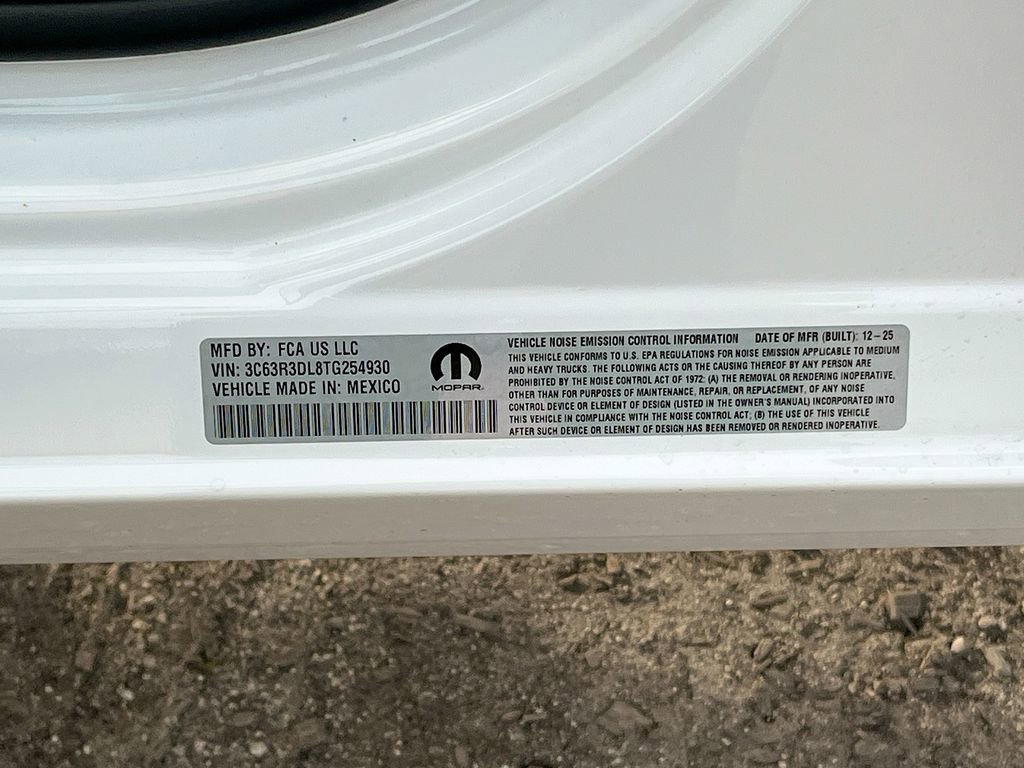 MFD BY: FCA US LLC
VIN: 3C63R3DL8TG254930
VEHICLE MADE IN: MEXICO
MOPAR
VEHICLE NOISE EMISSION CONTROL INFORMATION DATE OF MFR (BUILT): 12-25
THIS VEHICLE CONFORMS TO U.S. EPA REGULATIONS FOR NOISE EMISSION APPLICABLE TO MEDIUM
AND HEAVY TRUCKS. THE FOLLOWING ACTS OR THE CAUSING THEREOF BY ANY PERSON ARE
PROHIBITED BY THE NOISE CONTROL ACT OF 1972: (A) THE REMOVAL OR RENDERING INOPERATIVE,
OTHER THAN FOR PURPOSES OF MAINTENANCE, REPAIR, OR REPLACEMENT, OF ANY NOISE
CONTROL DEVICE OR ELEMENT OF DESIGN (USTED IN THE OWNER'S MANUAL) INCORPORATED INTO
THIS VEHICLE IN COMPLIANCE WITH THE NOISE CONTROL ACT; (B) THE USE OF THIS VEHICLE
AFTER SUCH DEVICE OR ELEMENT OF DESIGN HAS BEEN REMOVED OR RENDERED INOPERATIVE.